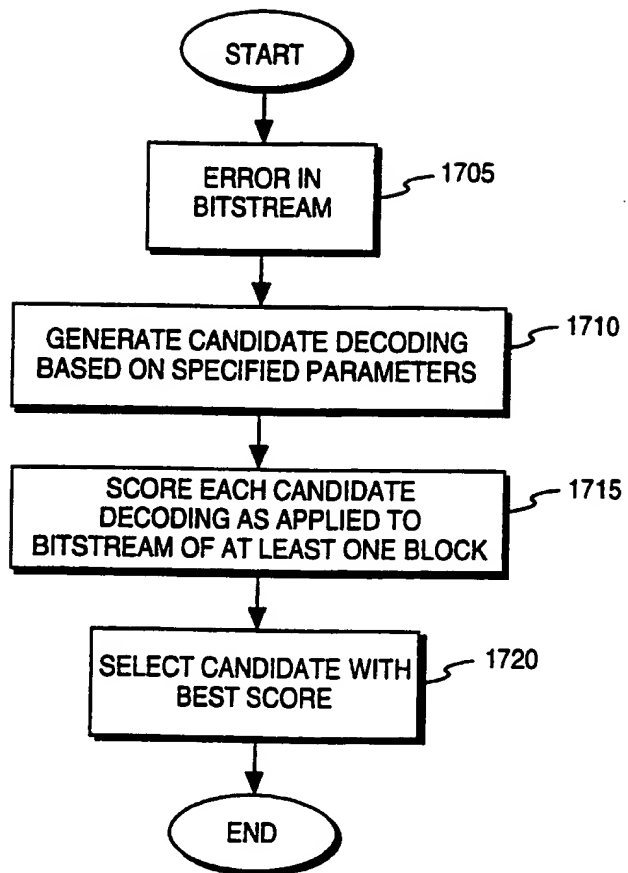 START
ERROR IN
BITSTREAM
1705
GENERATE CANDIDATE DECODING
BASED ON SPECIFIED PARAMETERS
1710
SCORE EACH CANDIDATE
DECODING AS APPLIED TO
BITSTREAM OF AT LEAST ONE BLOCK
1715
SELECT CANDIDATE WITH
BEST SCORE
1720
END